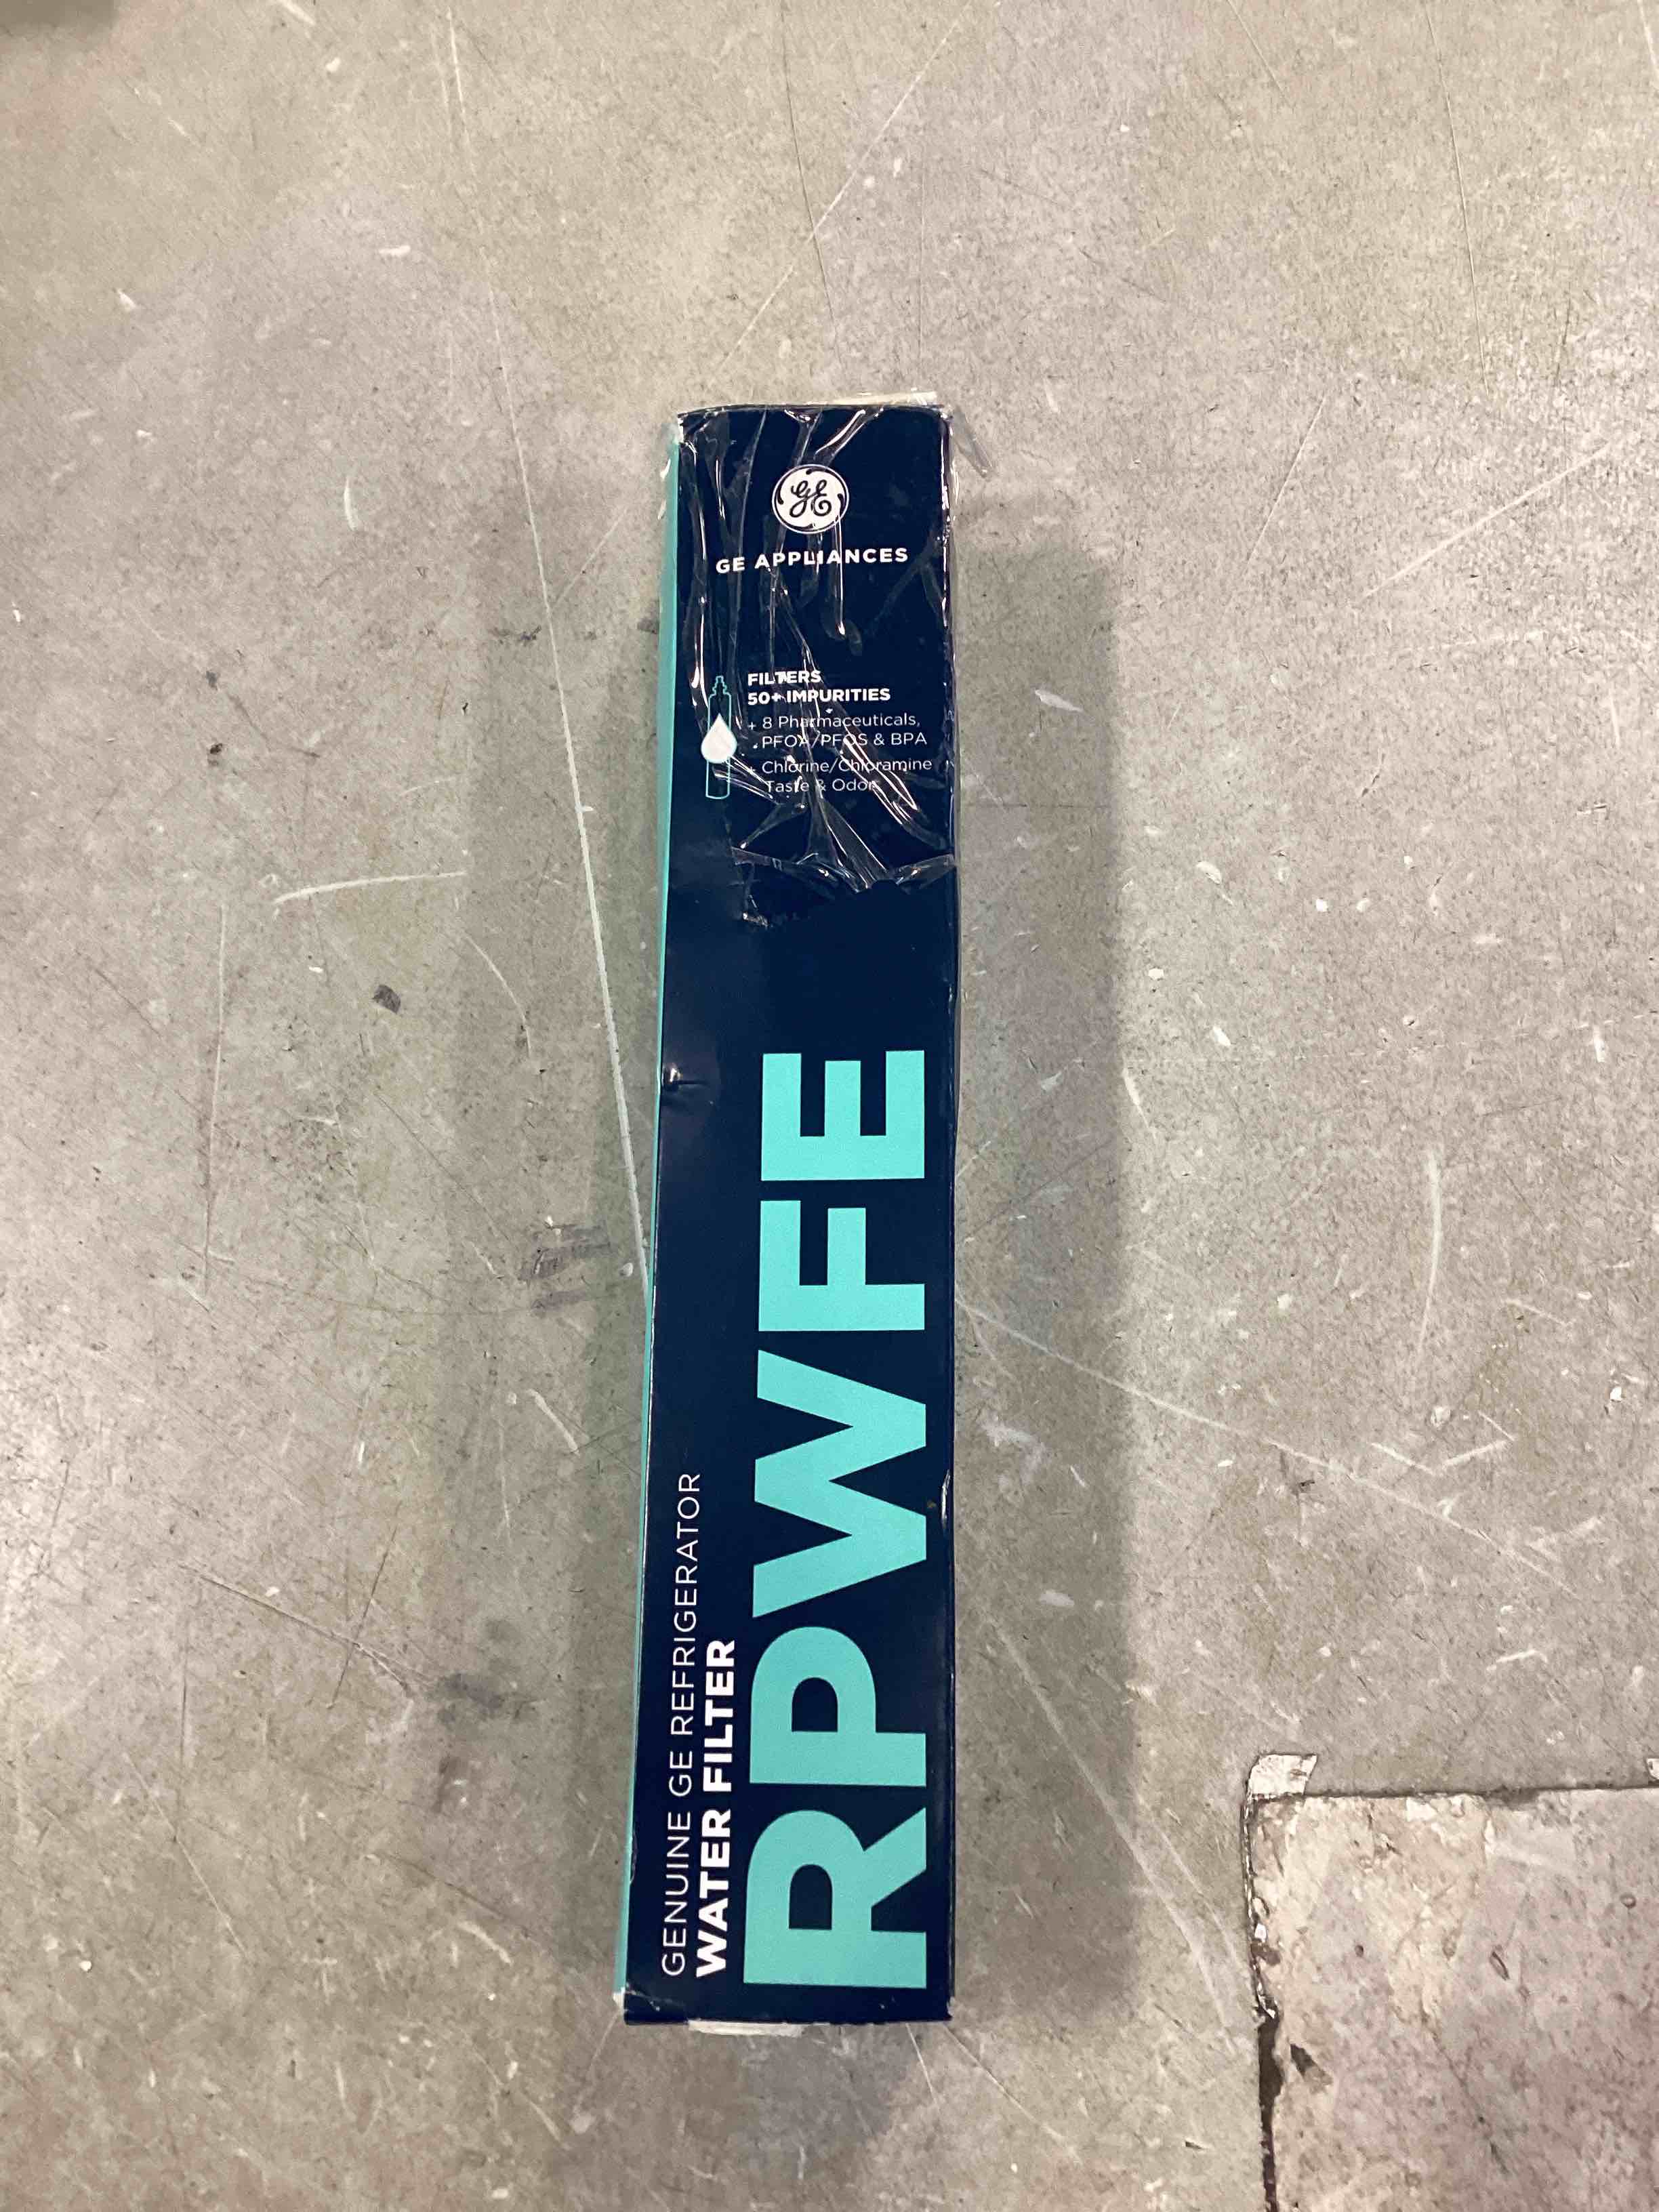 GE
GE APPLIANCES
FILTERS
50+ IMPURITIES
+ 8 Pharmaceuticals,
PFOA/PFOS & BPA
+ Chlorine/Chloramine
Taste & Odor
GENUINE GE REFRIGERATOR
WATER FILTER
RPWFE